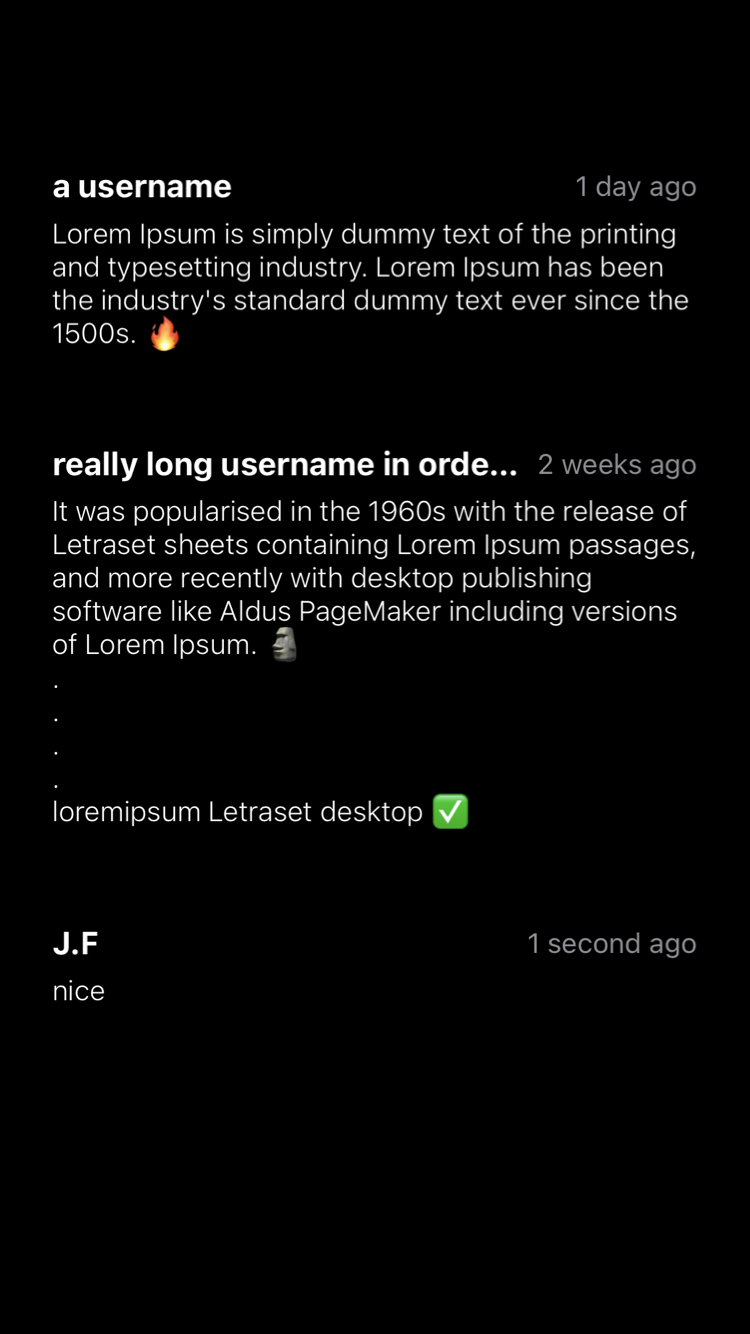 a username 1 day ago
Lorem Ipsum is simply dummy text of the printing
and typesetting industry. Lorem Ipsum has been
the industry's standard dummy text ever since the
1500s. 🔥
really long username in orde... 2 weeks ago
It was popularised in the 1960s with the release of
Letraset sheets containing Lorem Ipsum passages,
and more recently with desktop publishing
software like Aldus PageMaker including versions
of Lorem Ipsum. 🗿
.
.
.
.
loremipsum Letraset desktop ✅
J.F 1 second ago
nice